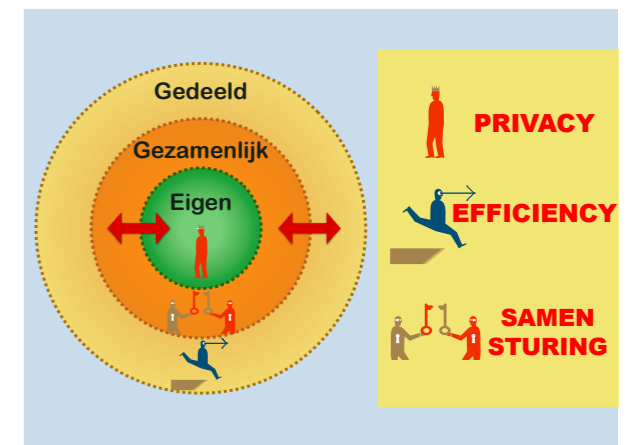 Gedeeld
Gezamenlijk
Eigen
PRIVACY
EFFICIENCY
SAMEN
STURING